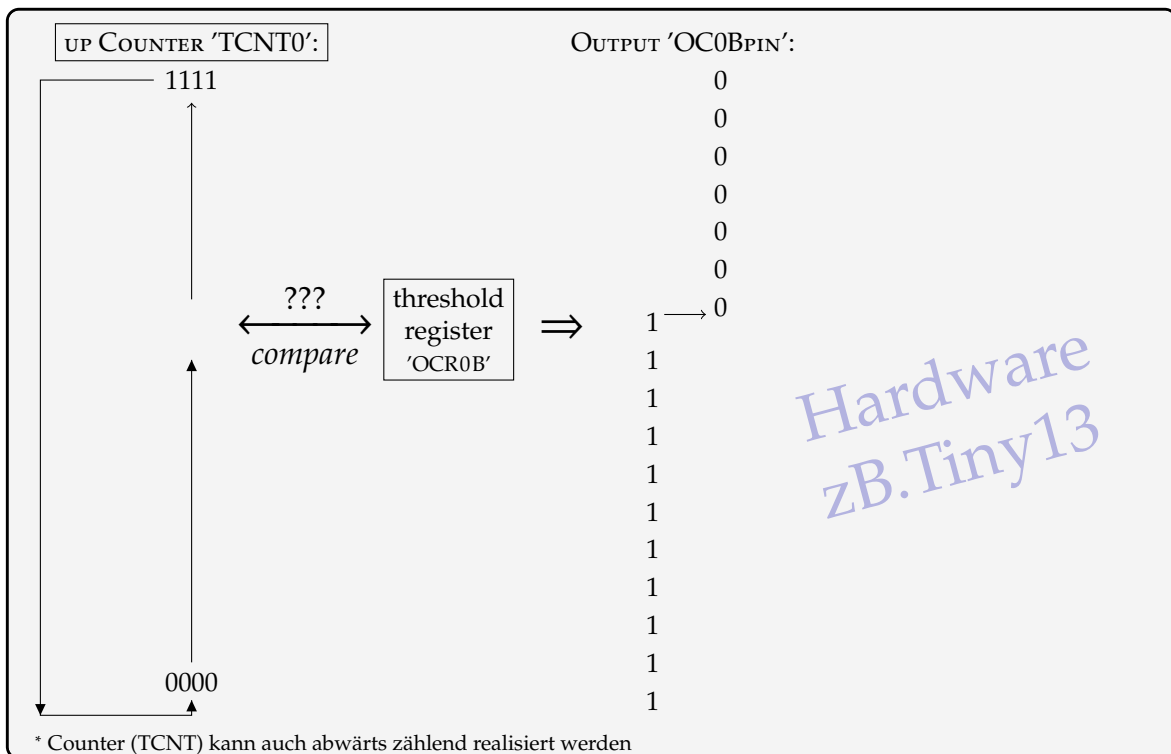 UP COUNTER 'TCNT0':
OUTPUT 'OC0BPIN':
1111
0
0
0
0
0
0
0
???
compare
threshold
register
'OCR0B'
⇒
1
1
1
1
1
1
1
1
1
1
1
0000
Hardware
zB.Tiny13
* Counter (TCNT) kann auch abwärts zählend realisiert werden